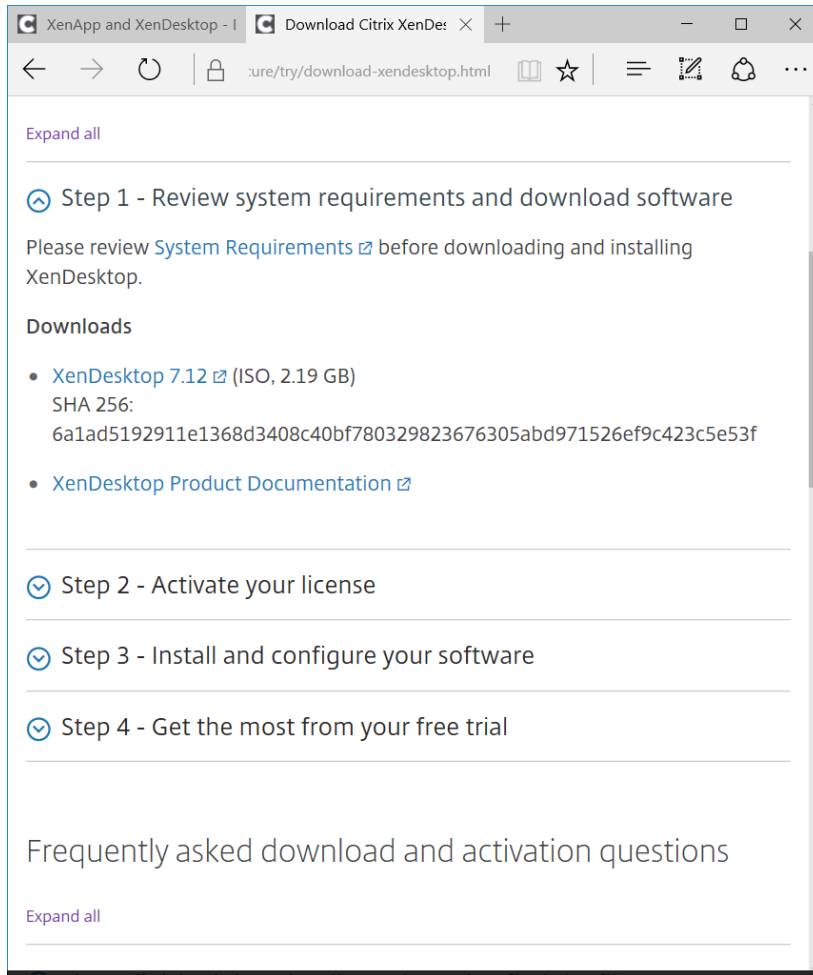 XenApp and XenDesktop - I
Download Citrix XenDes
:ure/try/download-xendesktop.html
Expand all
Step 1 - Review system requirements and download software
Please review System Requirements before downloading and installing
XenDesktop.
Downloads
• XenDesktop 7.12 (ISO, 2.19 GB)
SHA 256:
6a1ad5192911e1368d3408c40bf780329823676305abd971526ef9c423c5e53f
• XenDesktop Product Documentation
Step 2 - Activate your license
Step 3 - Install and configure your software
Step 4 - Get the most from your free trial
Frequently asked download and activation questions
Expand all